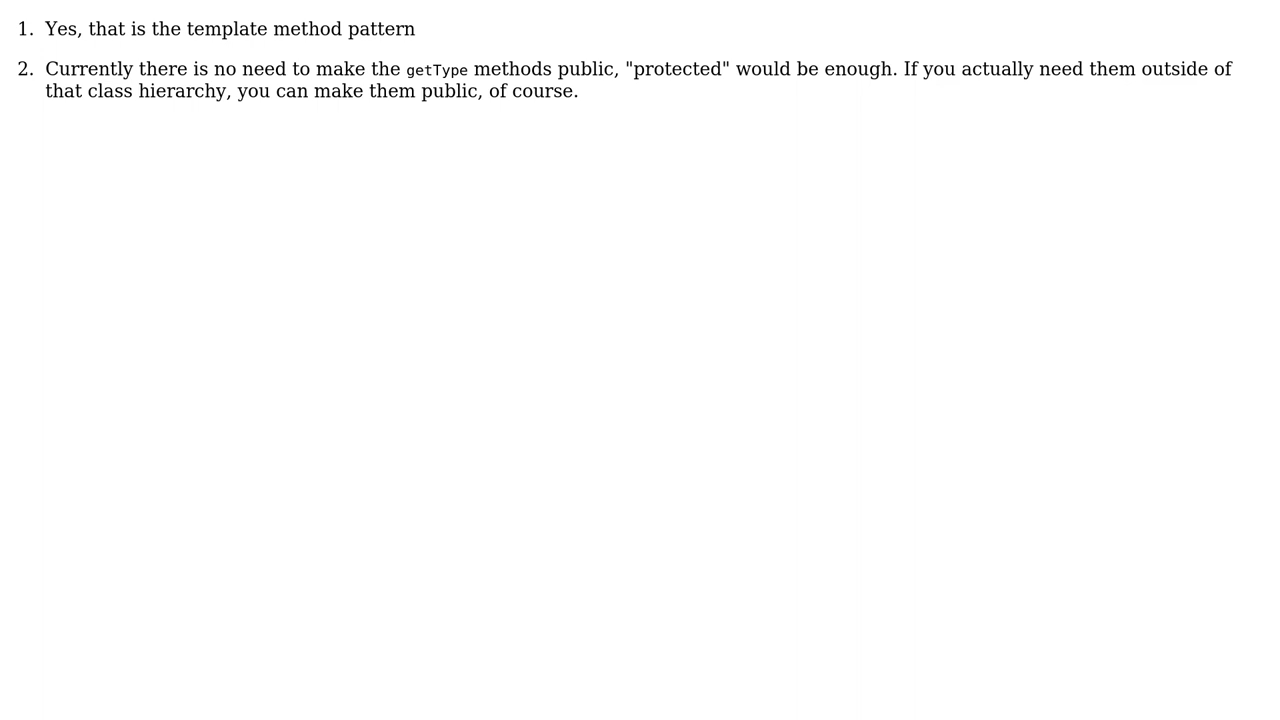 1. Yes, that is the template method pattern
2. Currently there is no need to make the getType methods public, "protected" would be enough. If you actually need them outside of
that class hierarchy, you can make them public, of course.